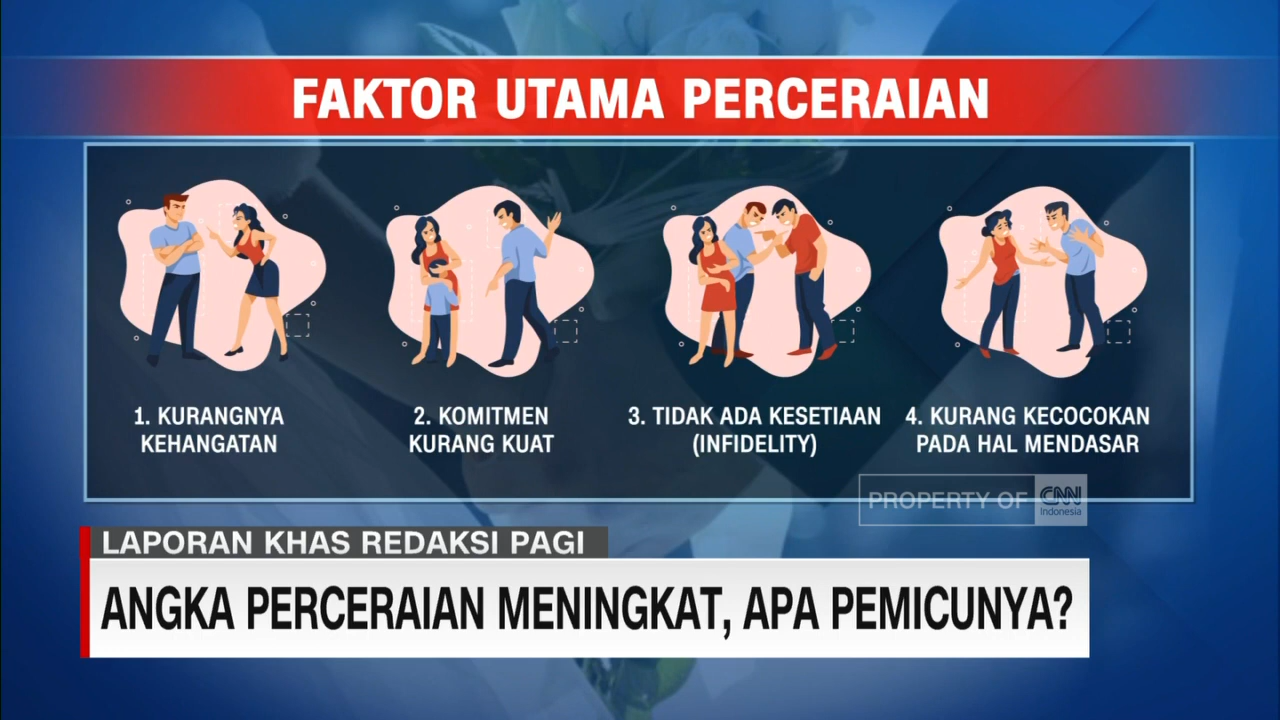 FAKTOR UTAMA PERCERAIAN
1. KURANGNYA
KEHANGATAN
2. KOMITMEN
KURANG KUAT
3. TIDAK ADA KESETIAAN
(INFIDELITY)
4. KURANG KECOCOKAN
PADA HAL MENDASAR
PROPERTY OF CNN
Indonesia
LAPORAN KHAS REDAKSI PAGI
ANGKA PERCERAIAN MENINGKAT, APA PEMICUNYA?